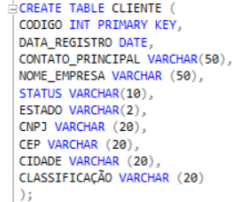 CREATE TABLE CLIENTE (
CODIGO INT PRIMARY KEY,
DATA_REGISTRO DATE,
CONTATO_PRINCIPAL VARCHAR(50),
NOME_EMPRESA VARCHAR (50),
STATUS VARCHAR(10),
ESTADO VARCHAR(2),
CNPJ VARCHAR (20),
CEP VARCHAR (20),
CIDADE VARCHAR (20),
CLASSIFICAÇÃO VARCHAR (20)
);